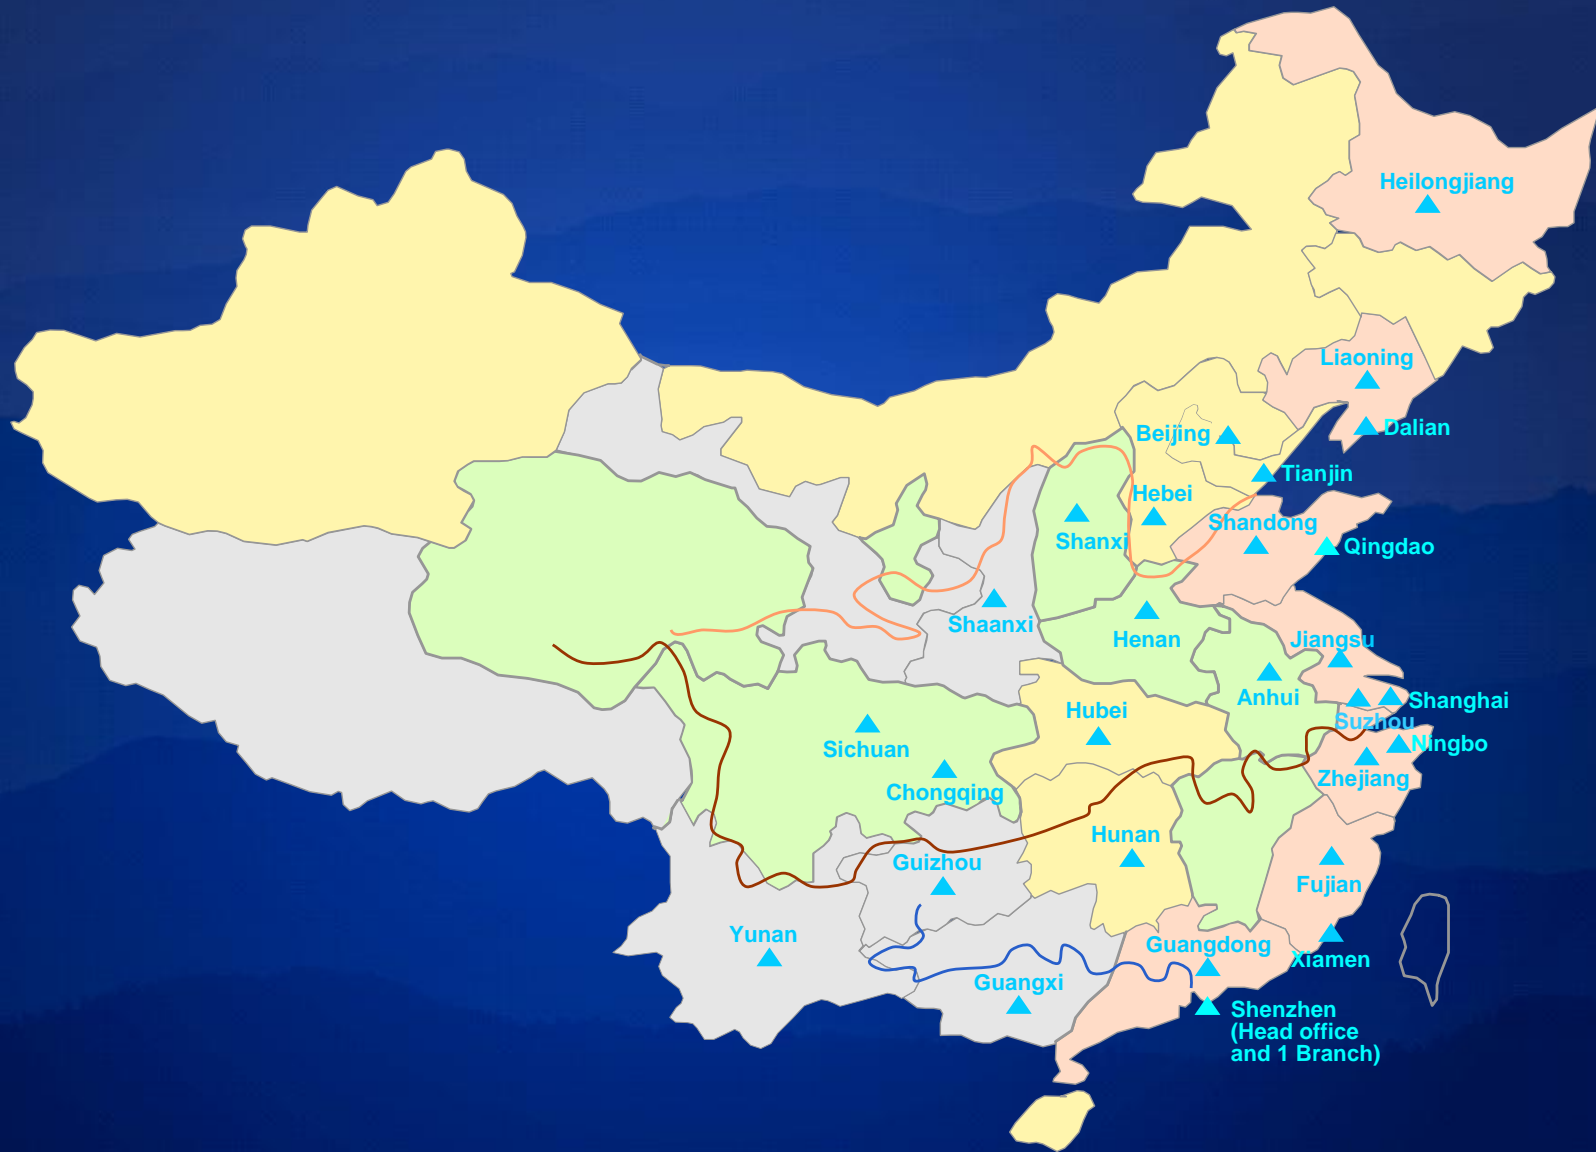 Heilongjiang
Liaoning
Dalian
Beijing
Tianjin
Hebei
Shandong
Shanxi
Qingdao
Shaanxi
Henan
Jiangsu
Anhui
Shanghai
Hubei
Suzhou
Sichuan
Ningbo
Zhejiang
Chongqing
Hunan
Guizhou
Fujian
Yunan
Guangdong
Xiamen
Guangxi
Shenzhen
(Head office
and 1 Branch)